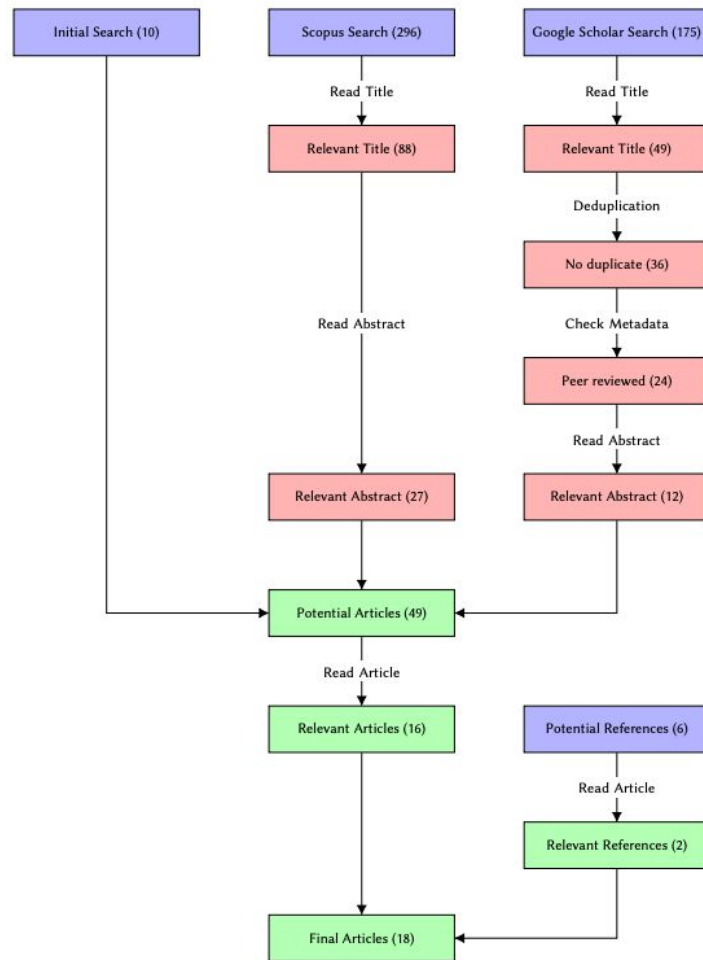 Initial Search (10)
Scopus Search (296)
Google Scholar Search (175)
Read Title
Read Title
Relevant Title (88)
Relevant Title (49)
Deduplication
No duplicate (36)
Read Abstract
Check Metadata
Peer reviewed (24)
Read Abstract
Relevant Abstract (27)
Relevant Abstract (12)
Potential Articles (49)
Read Article
Relevant Articles (16)
Potential References (6)
Read Article
Relevant References (2)
Final Articles (18)